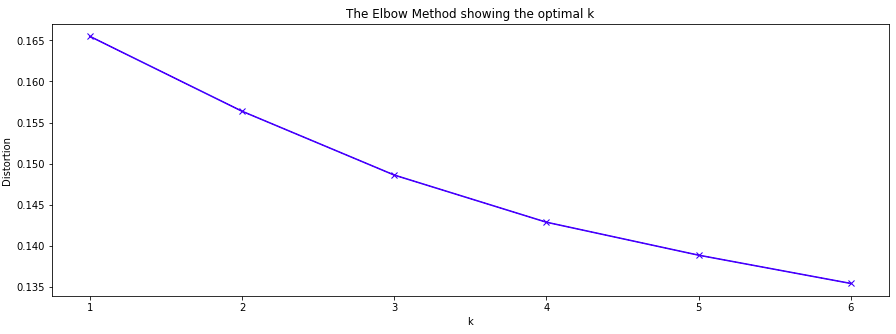 The Elbow Method showing the optimal k
0.165
0.160
0.155
0.150
0.145
0.140
0.135
Distortion
1 2 3 4 5 6
k